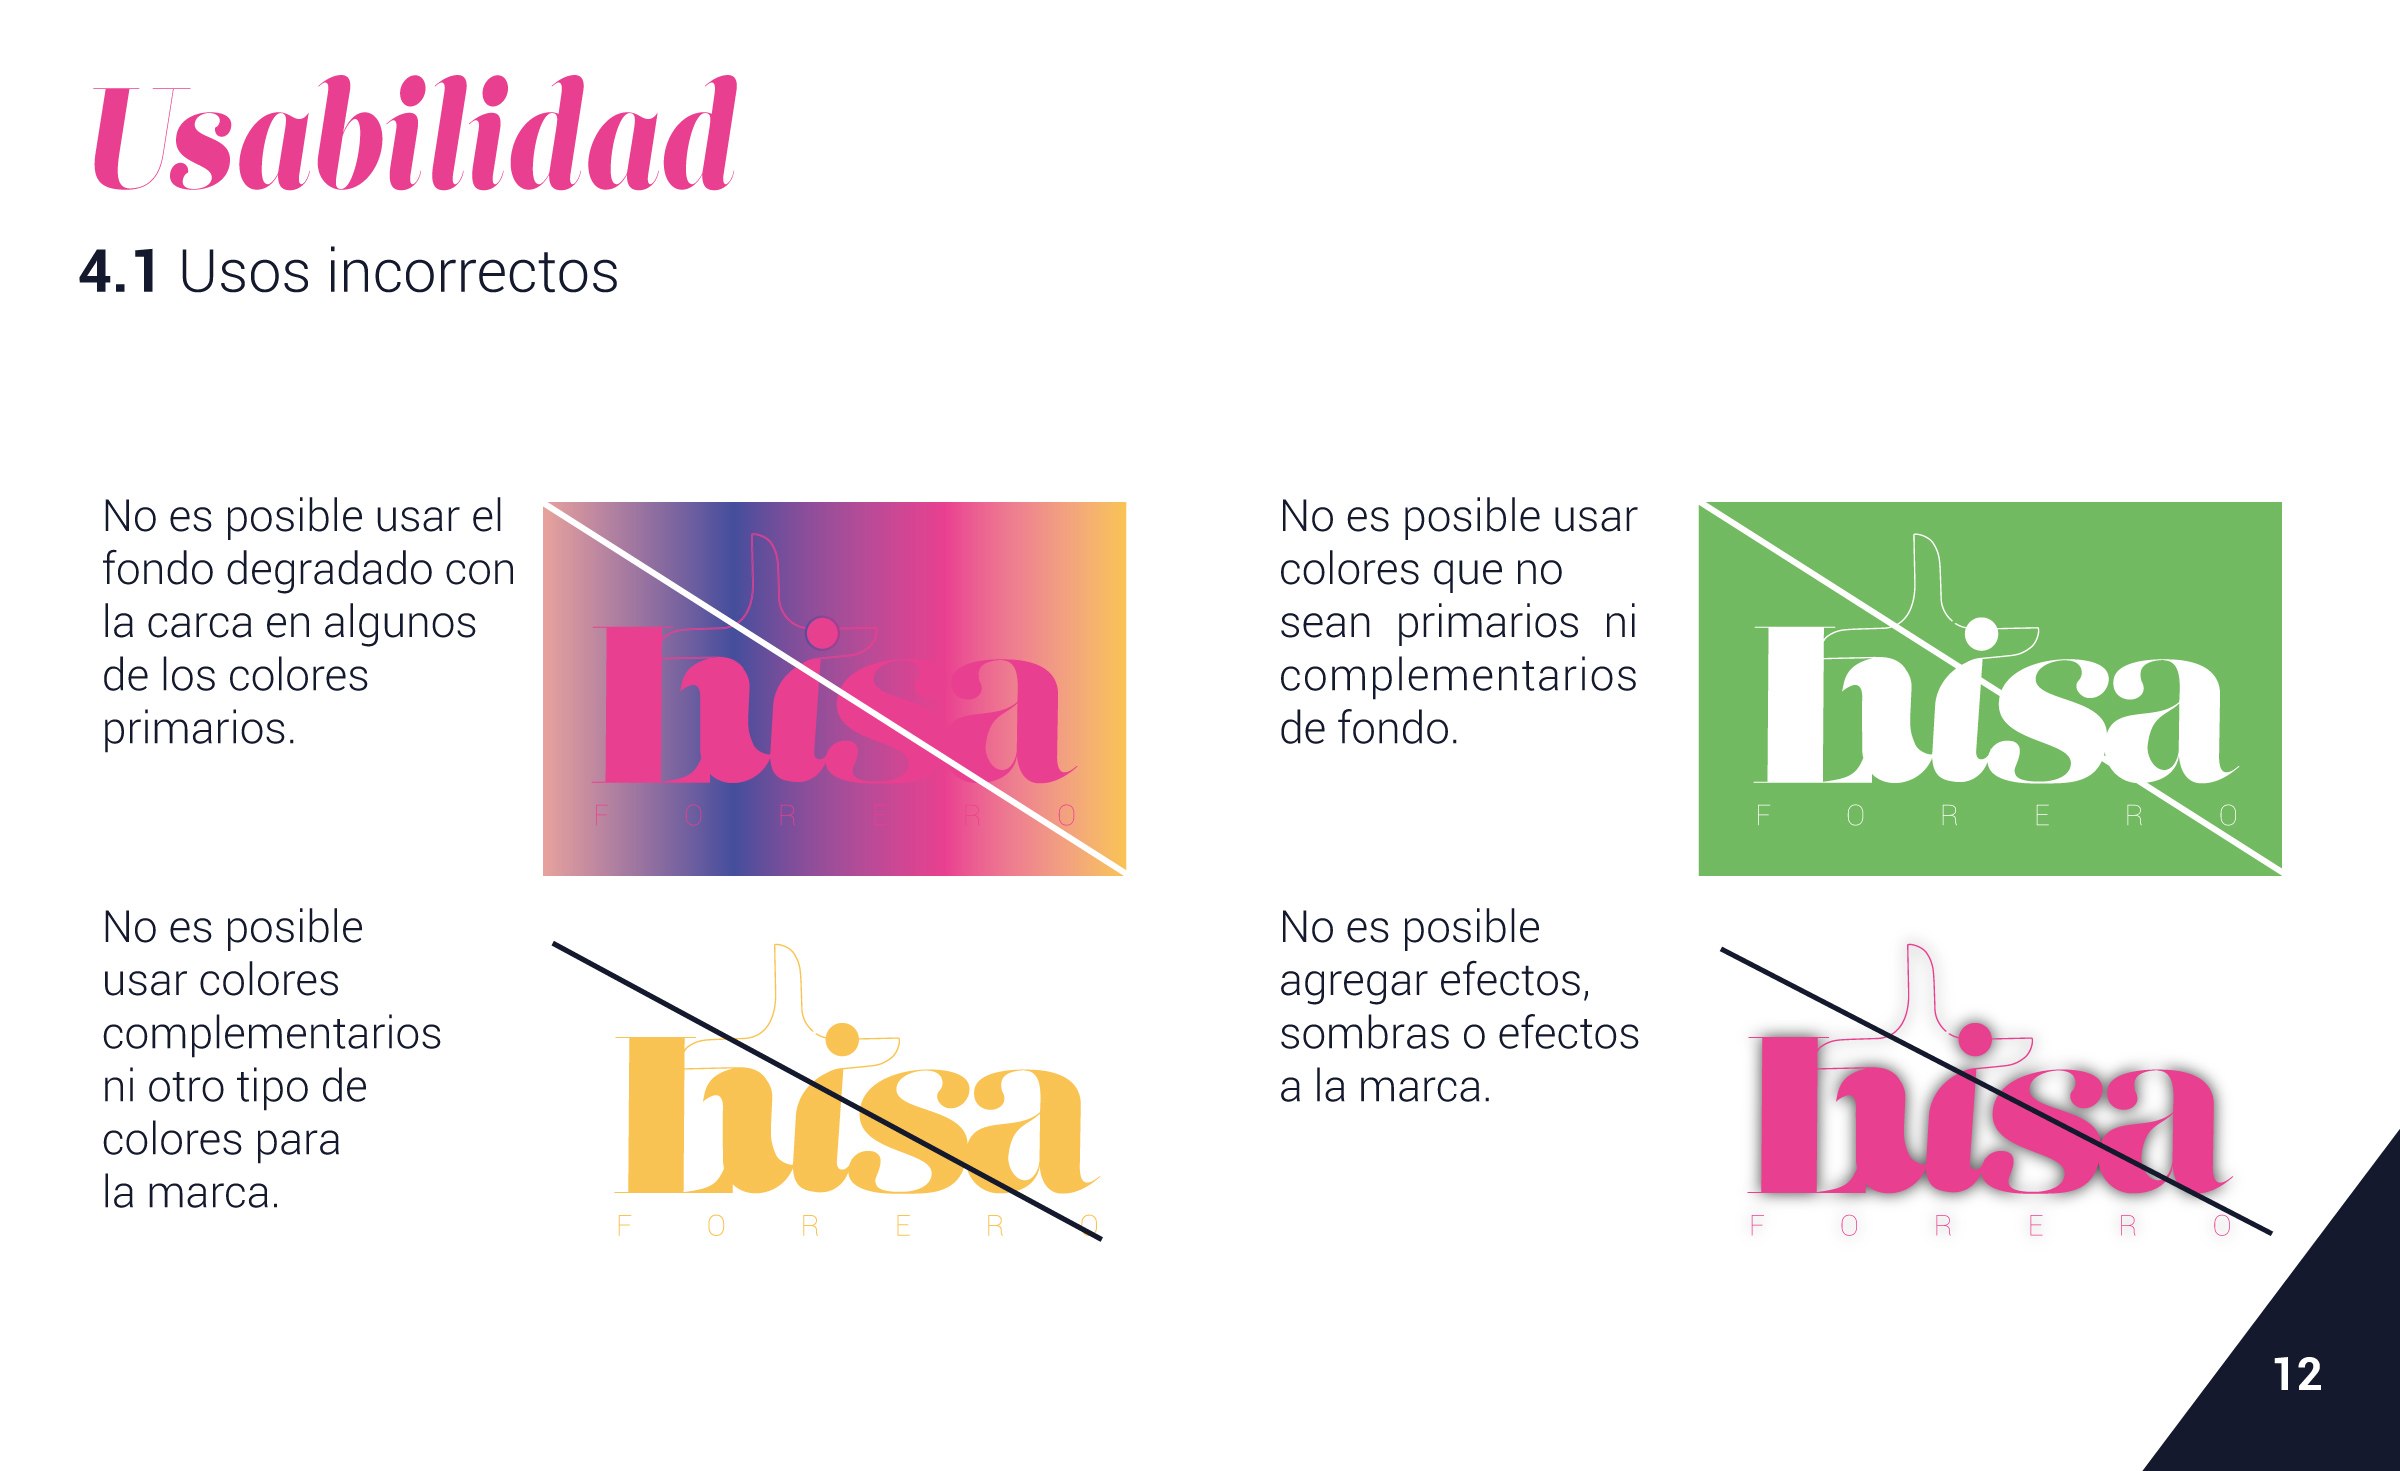 Usabilidad
4.1 Usos incorrectos
No es posible usar el
fondo degradado con
la carca en algunos
de los colores
primarios.
Luisa
F O R E R O
No es posible usar
colores que no
sean primarios ni
complementarios
de fondo.
Luisa
F O R E R O
No es posible
usar colores
complementarios
ni otro tipo de
colores para
la marca.
Luisa
F O R E R O
No es posible
agregar efectos,
sombras o efectos
a la marca.
Luisa
F O R E R O
12